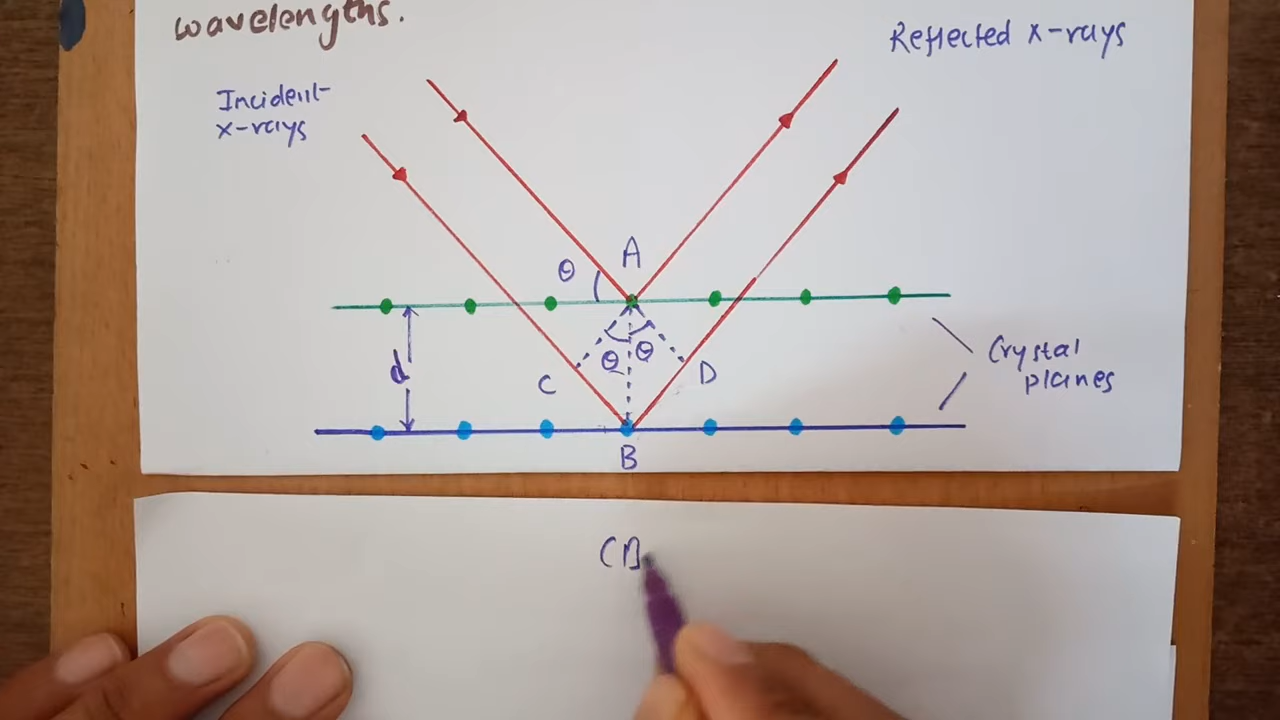 wavelengths.
Reflected x-rays
Incident
x-rays
A
θ
d
θ
θ
C
D
Crystal
planes
B
CB